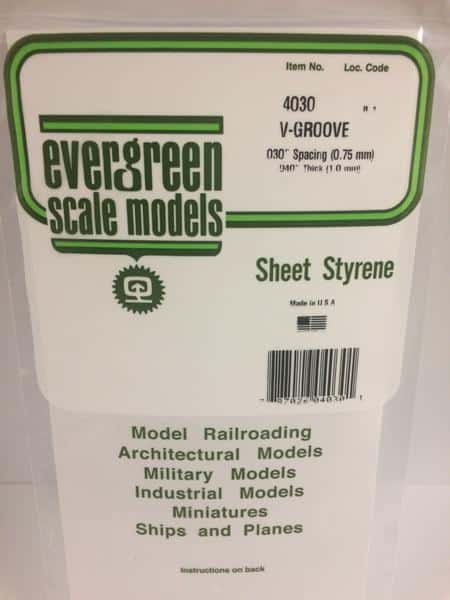 Item No. Loc. Code
4030
V-GROOVE
.030" Spacing (0.75 mm)
.040" Thick (1.0 mm)
evergreen
scale models
Sheet Styrene
Made in U S A
Model Railroading
Architectural Models
Military Models
Industrial Models
Miniatures
Ships and Planes
Instructions on back